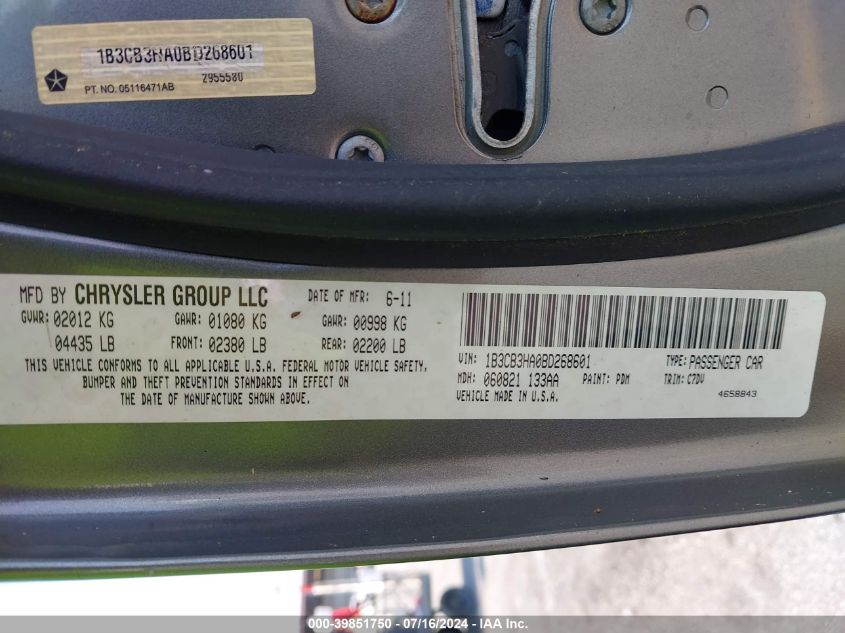 1B3CB3HA0BD268601
2955580
PT. NO. 05116471AB
MFD BY CHRYSLER GROUP LLC DATE OF MFR: 6-11
GVWR: 02012 KG GAWR: 01080 KG GAWR: 00998 KG
04435 LB FRONT: 02380 LB REAR: 02200 LB
THIS VEHICLE CONFORMS TO ALL APPLICABLE U.S.A. FEDERAL MOTOR VEHICLE SAFETY,
BUMPER AND THEFT PREVENTION STANDARDS IN EFFECT ON
THE DATE OF MANUFACTURE SHOWN ABOVE.
VIN: 1B3CB3HA0BD268601 TYPE: PASSENGER CAR
MDH: 060821 133AA PAINT: PDM TRIM: C7DV
VEHICLE MADE IN U.S.A. 4658843
000-39851750 - 07/16/2024 - IAA Inc.